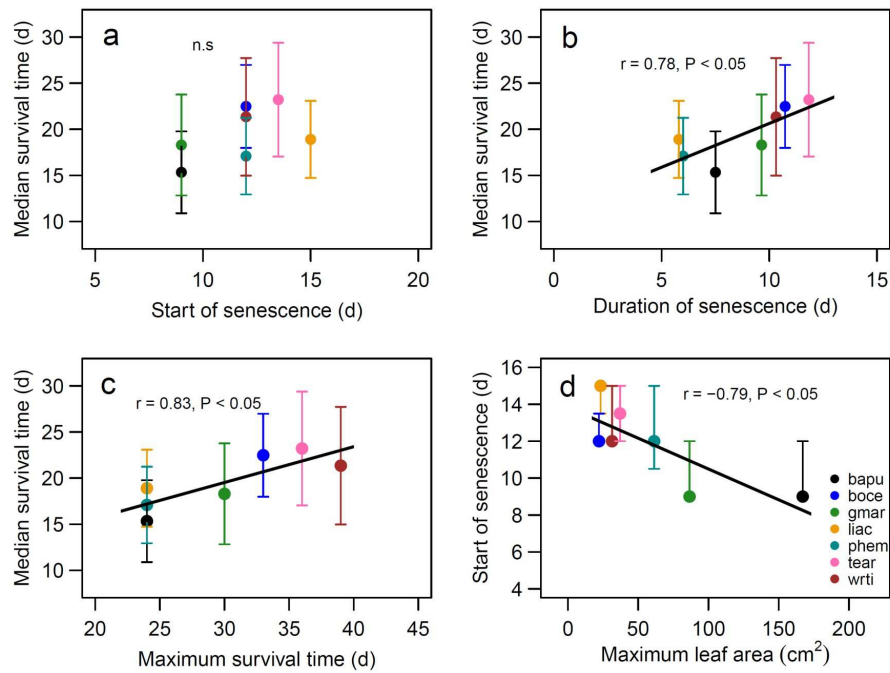 a
n.s
Median survival time (d)
30
25
20
15
10
5
10
15
20
Start of senescence (d)
b
r = 0.78, P < 0.05
Median survival time (d)
30
25
20
15
10
0
5
10
15
Duration of senescence (d)
c
r = 0.83, P < 0.05
Median survival time (d)
30
25
20
15
10
20
25
30
35
40
45
Maximum survival time (d)
d
r = −0.79, P < 0.05
Start of senescence (d)
16
14
12
10
8
6
4
bapu
boce
gmar
liac
phem
tear
wrti
0
50
100
150
200
Maximum leaf area (cm²)